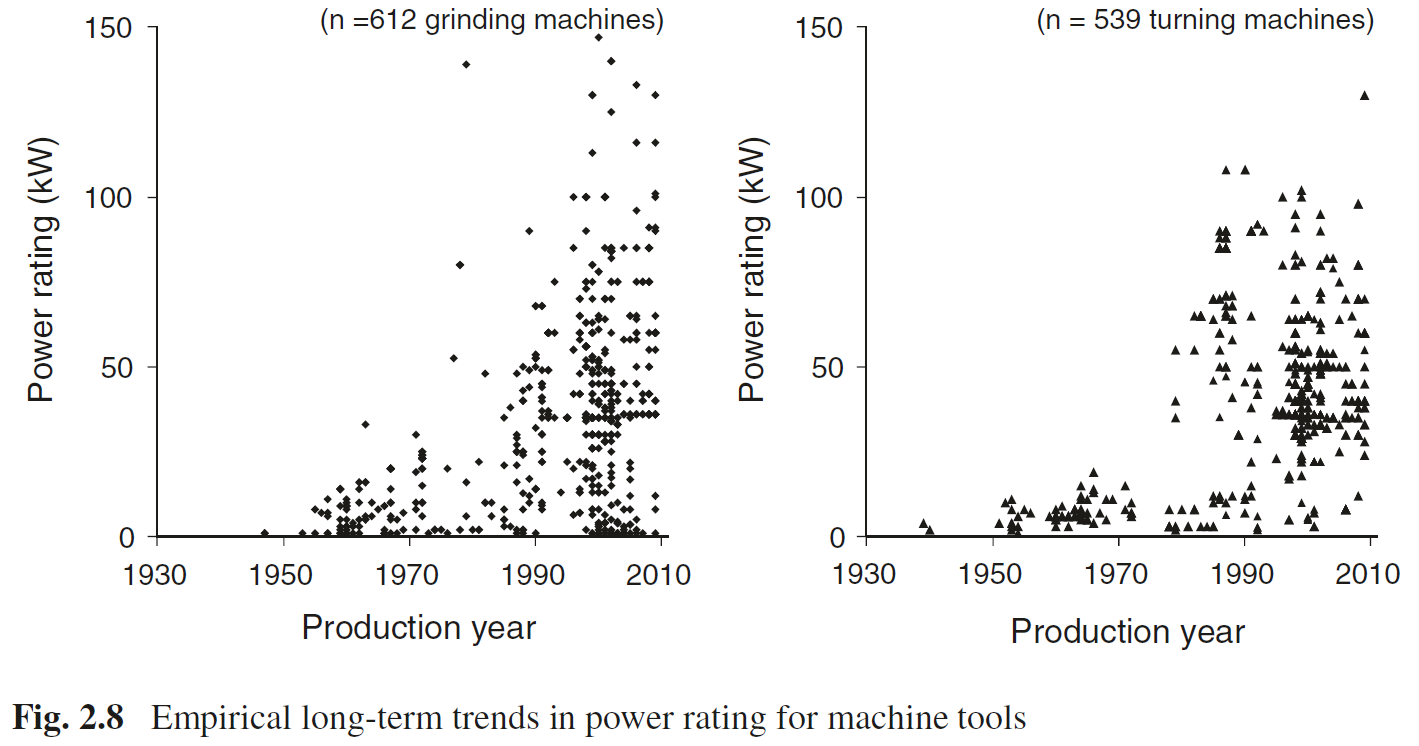 (n =612 grinding machines)
150
100
50
0
Power rating (kW)
1930 1950 1970 1990 2010
Production year
(n = 539 turning machines)
150
100
50
0
Power rating (kW)
1930 1950 1970 1990 2010
Production year
Fig. 2.8 Empirical long-term trends in power rating for machine tools